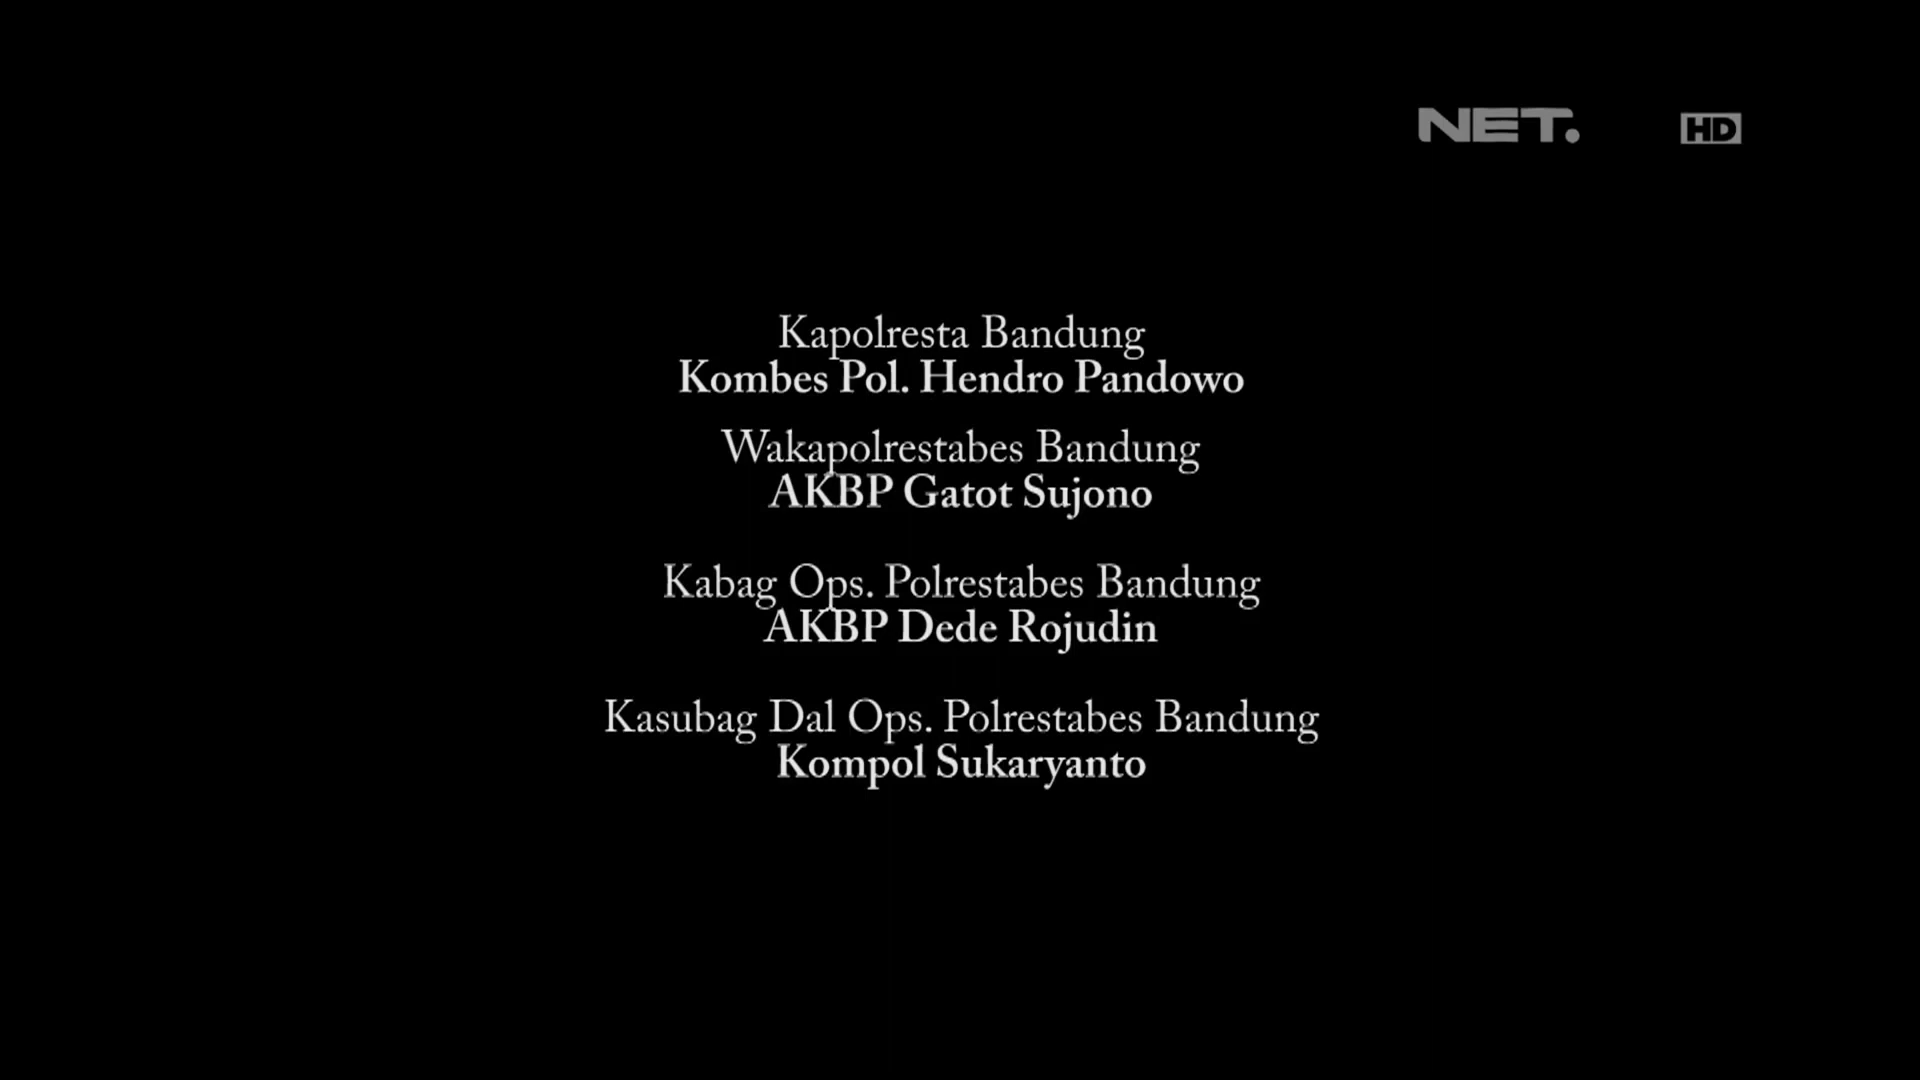 NET.
HD
Kapolresta Bandung
Kombes Pol. Hendro Pandowo
Wakapolrestabes Bandung
AKBP Gatot Sujono
Kabag Ops. Polrestabes Bandung
AKBP Dede Rojudin
Kasubag Dal Ops. Polrestabes Bandung
Kompol Sukaryanto